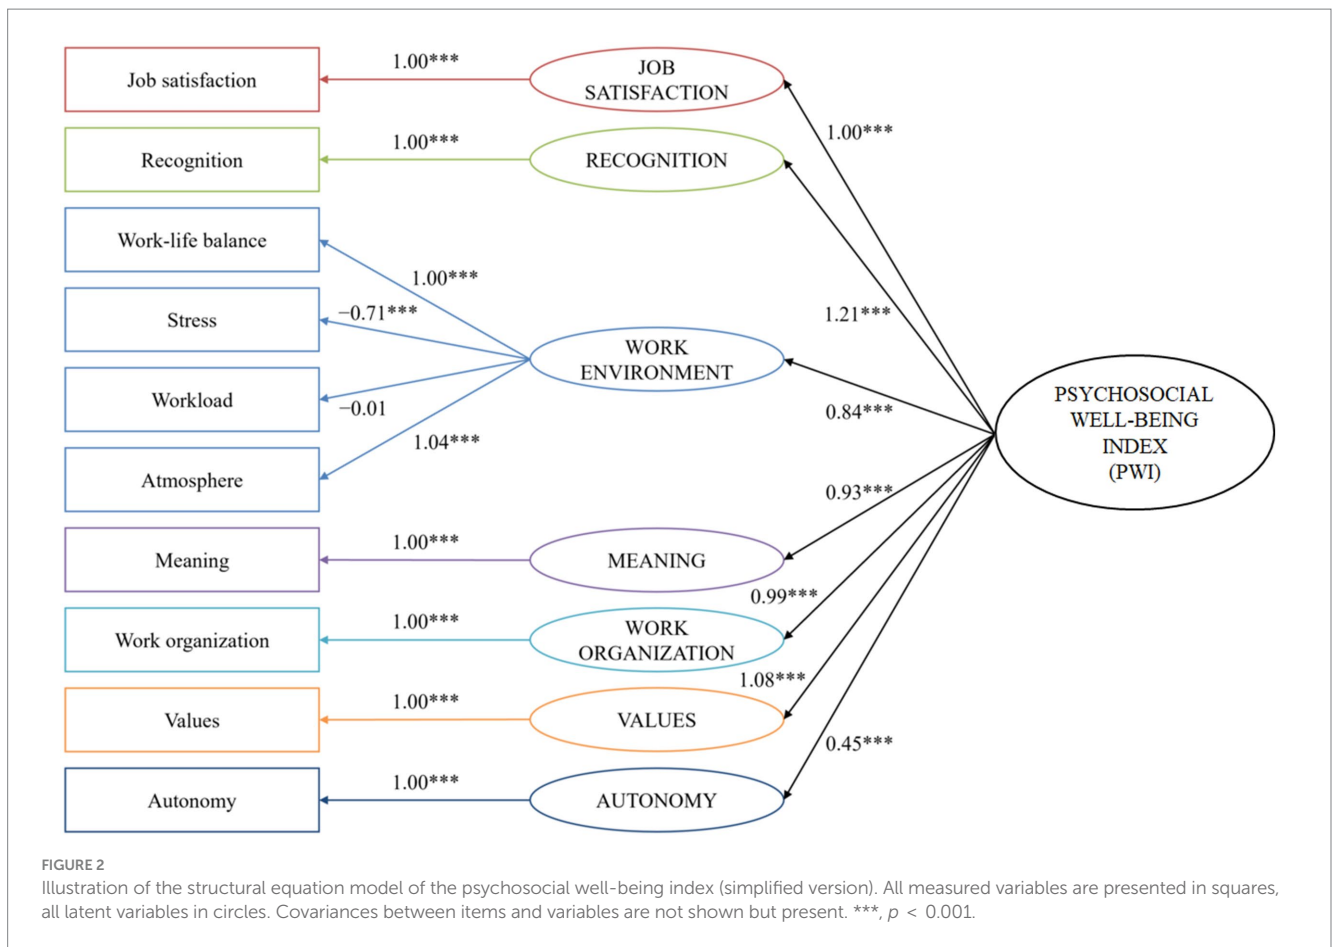 Job satisfaction
1.00***
JOB
SATISFACTION
1.00***
Recognition
1.00***
RECOGNITION
1.21***
Work-life balance
1.00***
Stress
−0.71***
Workload
−0.01
Atmosphere
1.04***
WORK
ENVIRONMENT
0.84***
PSYCHOSOCIAL
WELL-BEING
INDEX
(PWI)
Meaning
1.00***
MEANING
0.93***
Work organization
1.00***
WORK
ORGANIZATION
0.99***
Values
1.00***
VALUES
1.08***
Autonomy
1.00***
AUTONOMY
0.45***
FIGURE 2
Illustration of the structural equation model of the psychosocial well-being index (simplified version). All measured variables are presented in squares,
all latent variables in circles. Covariances between items and variables are not shown but present. ***, p < 0.001.